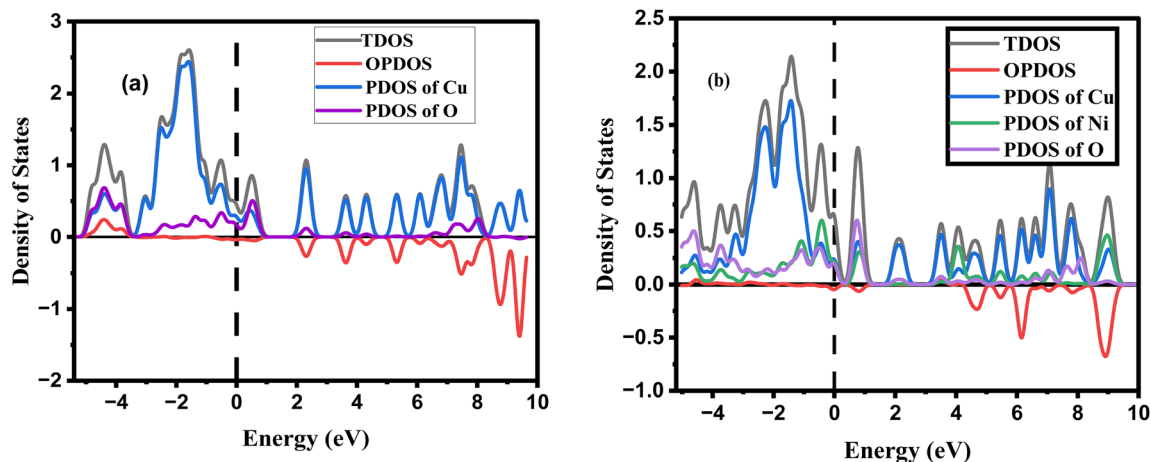 3
2
1
0
−1
−2
Density of States
(a)
TDOS
OPDOS
PDOS of Cu
PDOS of O
−4
−2
0
2
4
6
8
10
Energy (eV)
2.5
2.0
1.5
1.0
0.5
0.0
−0.5
−1.0
Density of States
(b)
TDOS
OPDOS
PDOS of Cu
PDOS of Ni
PDOS of O
−4
−2
0
2
4
6
8
10
Energy (eV)